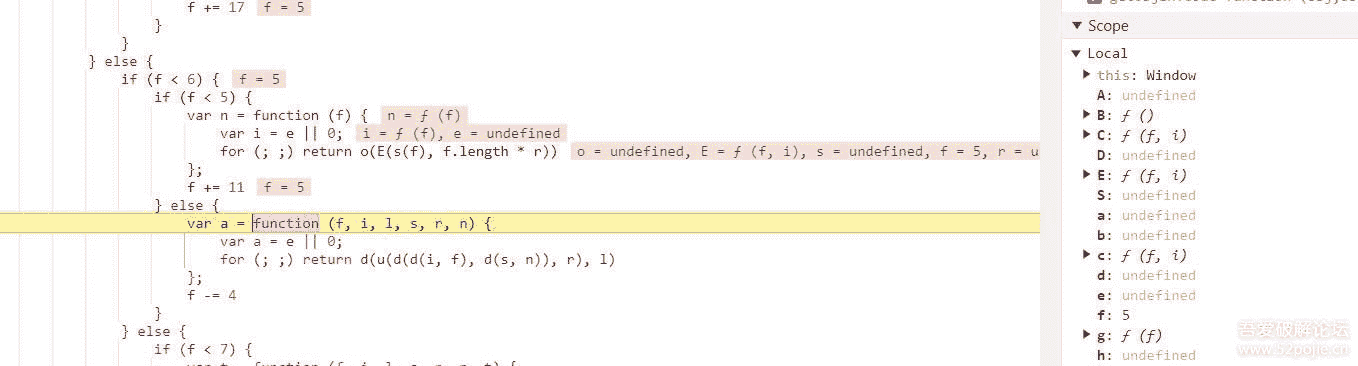 f += 17 f = 5
}
}
} else {
if (f < 6) { f = 5
if (f < 5) {
var n = function (f) { n = ƒ (f)
var i = e || 0; i = ƒ (f), e = undefined
for (; ;) return o(E(s(f), f.length * r)) o = undefined, E = ƒ (f, i), s = undefined, f = 5, r = u
};
f += 11 f = 5
} else {
var a = function (f, i, l, s, r, n) {
var a = e || 0;
for (; ;) return d(u(d(d(i, f), d(s, n)), r), l)
};
f -= 4
}
} else {
if (f < 7) {
Scope
Local
this: Window
A: undefined
B: ƒ ()
C: ƒ (f, i)
D: undefined
E: ƒ (f, i)
S: undefined
a: undefined
b: undefined
c: ƒ (f, i)
d: undefined
e: undefined
f: 5
g: ƒ (f)
h: undefined
吾爱破解论坛
www.52pojie.cn